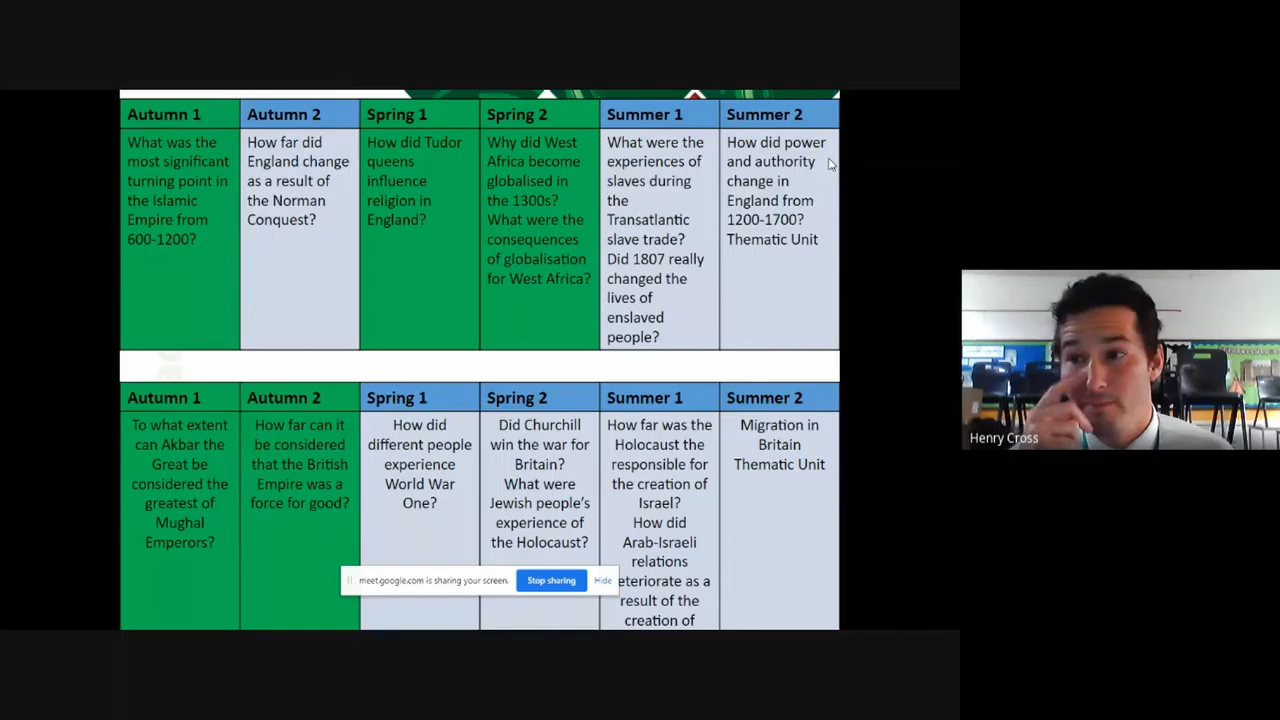 Autumn 1
Autumn 2
Spring 1
Spring 2
Summer 1
Summer 2
What was the
most significant
turning point in
the Islamic
Empire from
600-1200?
How far did
England change
as a result of
the Norman
Conquest?
How did Tudor
queens
influence
religion in
England?
Why did West
Africa become
globalised in
the 1300s?
What were the
consequences
of globalisation
for West Africa?
What were the
experiences of
slaves during
the
Transatlantic
slave trade?
Did 1807 really
changed the
lives of
enslaved
people?
How did power
and authority
change in
England from
1200-1700?
Thematic Unit
Henry Cross
Autumn 1
Autumn 2
Spring 1
Spring 2
Summer 1
Summer 2
To what extent
can Akbar the
Great be
considered the
greatest of
Mughal
Emperors?
How far can it
be considered
that the British
Empire was a
force for good?
How did
different people
experience
World War
One?
Did Churchill
win the war for
Britain?
What were
Jewish people's
experience of
the Holocaust?
How far was the
Holocaust the
responsible for
the creation of
Israel?
How did
Arab-Israeli
relations
eteriorate as a
result of the
creation of
Migration in
Britain
Thematic Unit
meet.google.com is sharing your screen.
Stop sharing
Hide